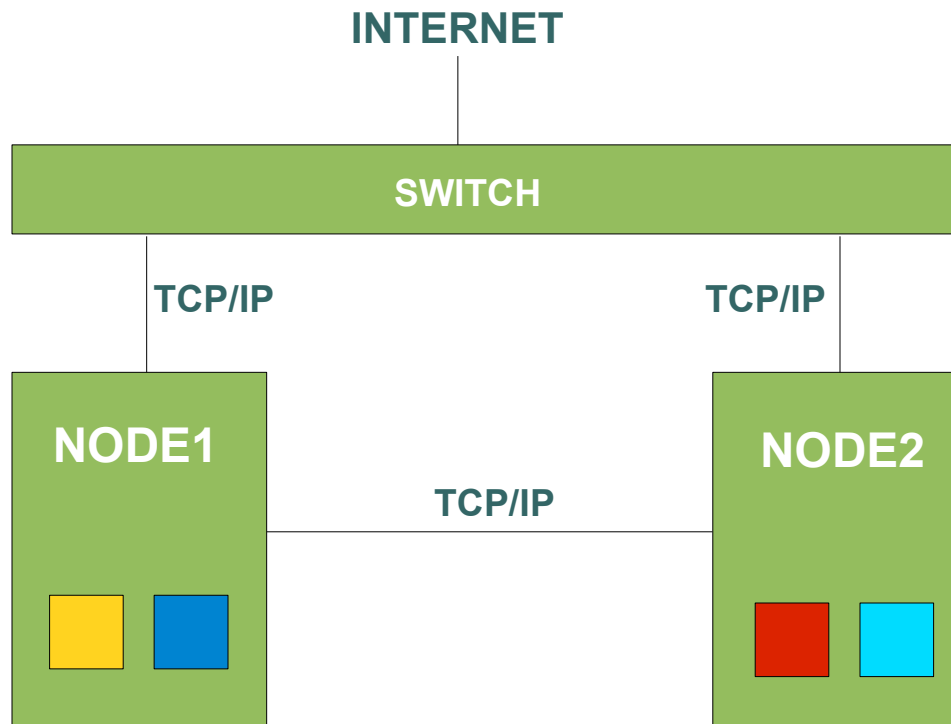 INTERNET
SWITCH
TCP/IP
TCP/IP
NODE1
NODE2
TCP/IP